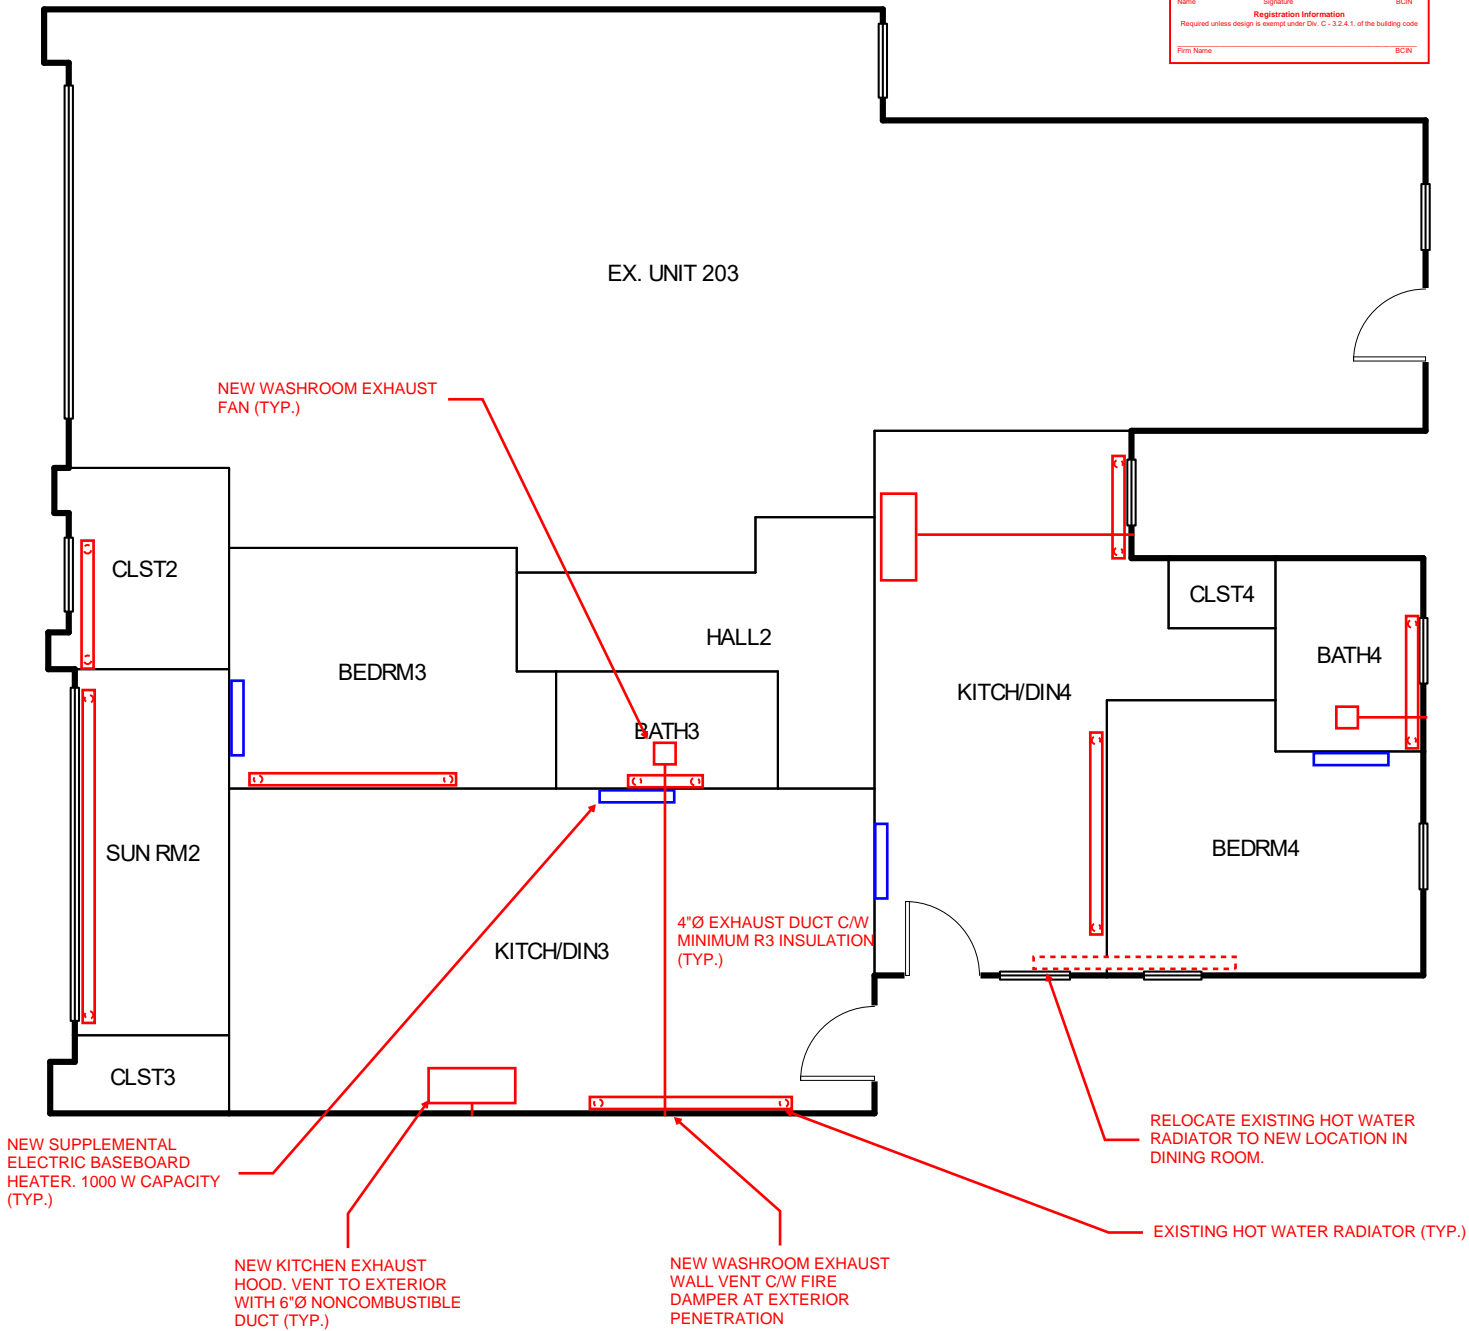 Name Signature BCIN
Registration Information
Required unless design is exempt under Div. C - 3.2.4.1. of the building code
Firm Name BCIN
EX. UNIT 203
NEW WASHROOM EXHAUST
FAN (TYP.)
CLST2
CLST4
HALL2
BATH4
BEDRM3
KITCH/DIN4
BATH3
SUN RM2
BEDRM4
4"Ø EXHAUST DUCT C/W
MINIMUM R3 INSULATION
(TYP.)
KITCH/DIN3
CLST3
NEW SUPPLEMENTAL
ELECTRIC BASEBOARD
HEATER. 1000 W CAPACITY
(TYP.)
RELOCATE EXISTING HOT WATER
RADIATOR TO NEW LOCATION IN
DINING ROOM.
EXISTING HOT WATER RADIATOR (TYP.)
NEW KITCHEN EXHAUST
HOOD. VENT TO EXTERIOR
WITH 6"Ø NONCOMBUSTIBLE
DUCT (TYP.)
NEW WASHROOM EXHAUST
WALL VENT C/W FIRE
DAMPER AT EXTERIOR
PENETRATION